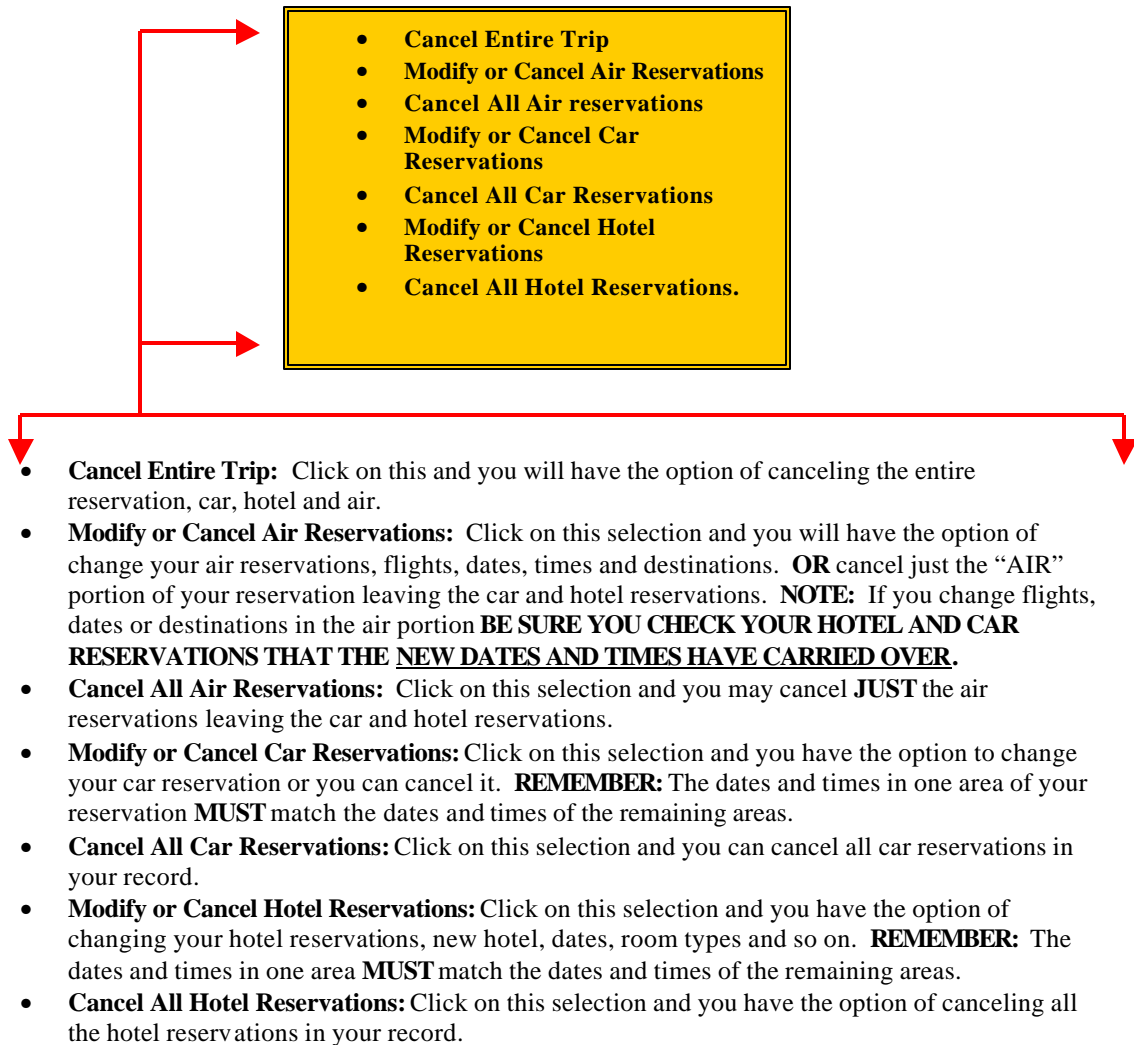 • Cancel Entire Trip
• Modify or Cancel Air Reservations
• Cancel All Air reservations
• Modify or Cancel Car
Reservations
• Cancel All Car Reservations
• Modify or Cancel Hotel
Reservations
• Cancel All Hotel Reservations.
• Cancel Entire Trip: Click on this and you will have the option of canceling the entire
reservation, car, hotel and air.
• Modify or Cancel Air Reservations: Click on this selection and you will have the option of
change your air reservations, flights, dates, times and destinations. OR cancel just the “AIR”
portion of your reservation leaving the car and hotel reservations. NOTE: If you change flights,
dates or destinations in the air portion BE SURE YOU CHECK YOUR HOTEL AND CAR
RESERVATIONS THAT THE NEW DATES AND TIMES HAVE CARRIED OVER.
• Cancel All Air Reservations: Click on this selection and you may cancel JUST the air
reservations leaving the car and hotel reservations.
• Modify or Cancel Car Reservations: Click on this selection and you have the option to change
your car reservation or you can cancel it. REMEMBER: The dates and times in one area of your
reservation MUST match the dates and times of the remaining areas.
• Cancel All Car Reservations: Click on this selection and you can cancel all car reservations in
your record.
• Modify or Cancel Hotel Reservations: Click on this selection and you have the option of
changing your hotel reservations, new hotel, dates, room types and so on. REMEMBER: The
dates and times in one area MUST match the dates and times of the remaining areas.
• Cancel All Hotel Reservations: Click on this selection and you have the option of canceling all
the hotel reservations in your record.